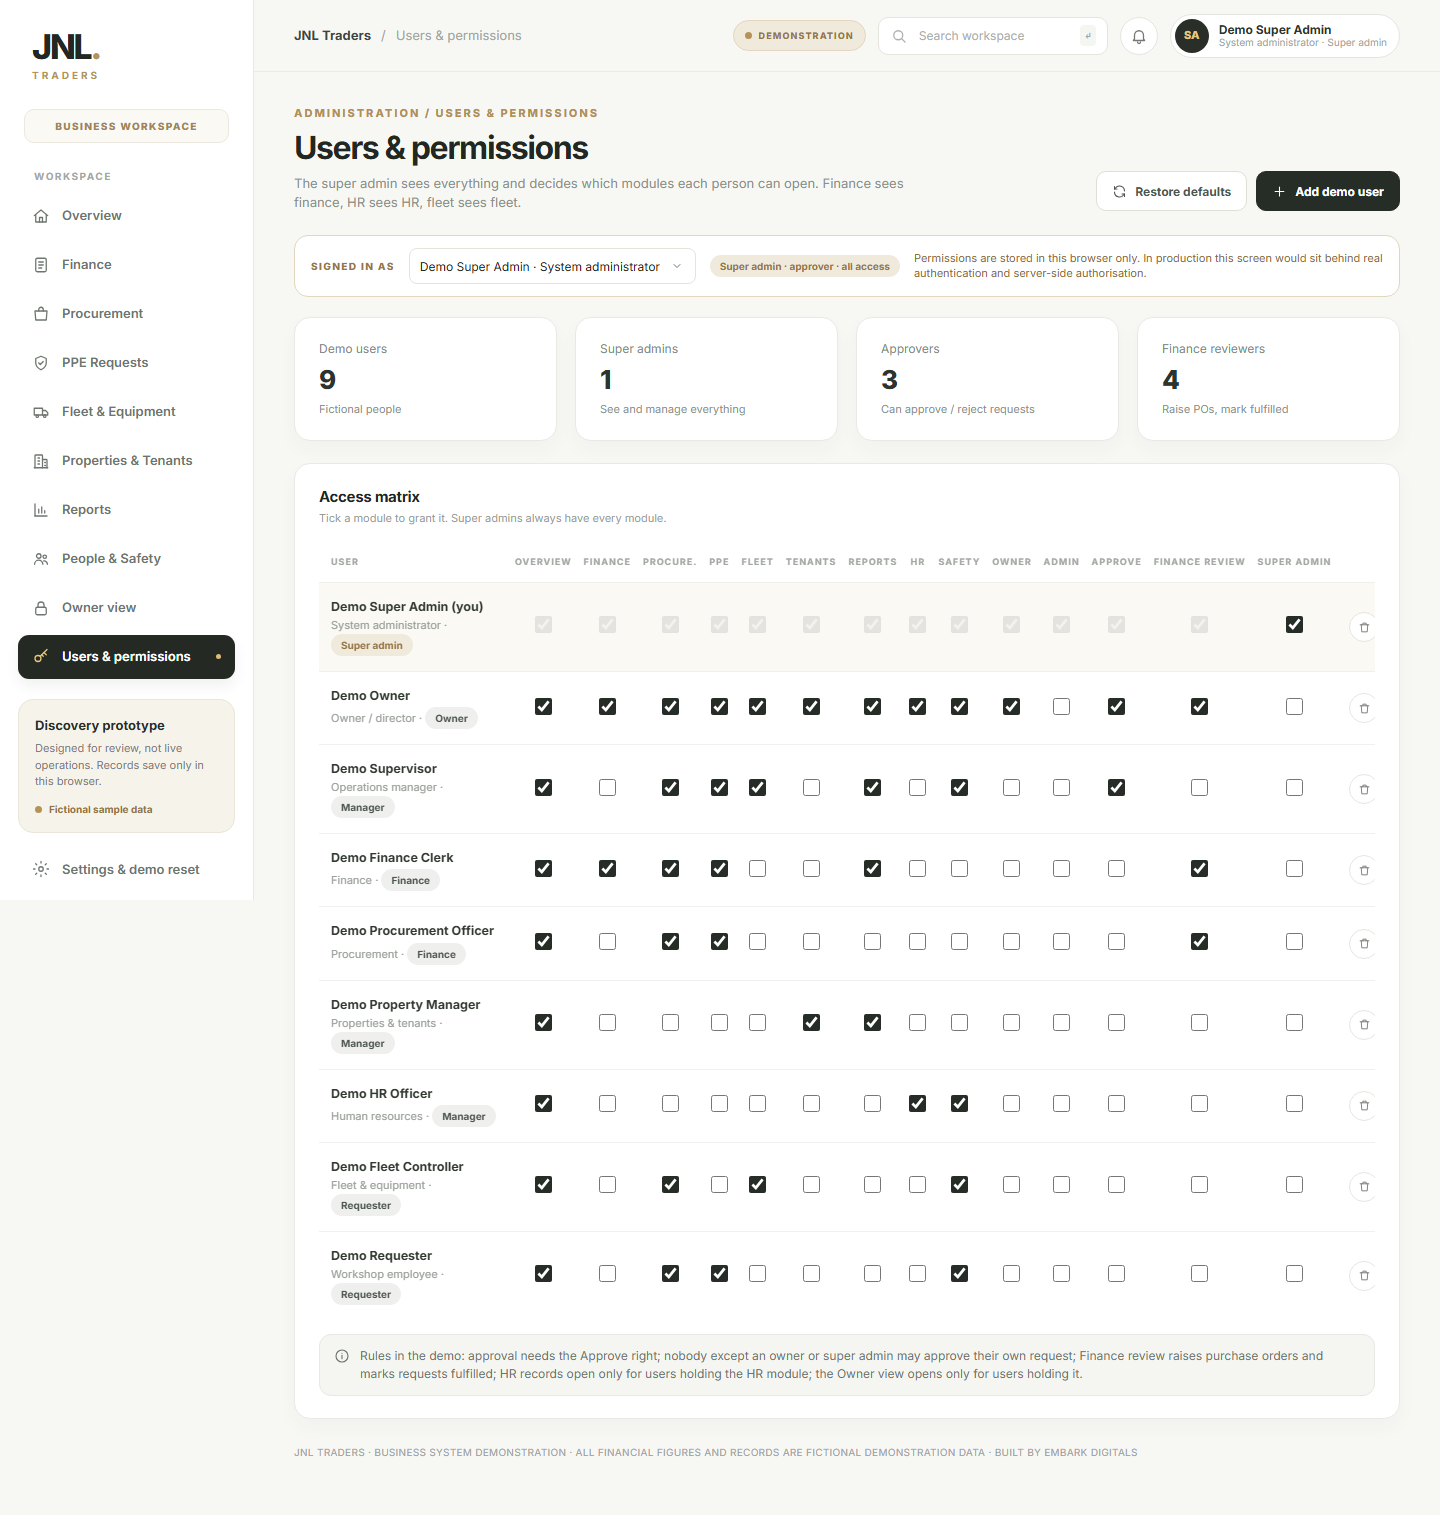 JNL.
TRADERS
BUSINESS WORKSPACE
WORKSPACE
Overview
Finance
Procurement
PPE Requests
Fleet & Equipment
Properties & Tenants
Reports
People & Safety
Owner view
Users & permissions
Discovery prototype
Designed for review, not live
operations. Records save only in
this browser.
Fictional sample data
Settings & demo reset
JNL Traders / Users & permissions
DEMONSTRATION
Search workspace
SA
Demo Super Admin
System administrator · Super admin
ADMINISTRATION / USERS & PERMISSIONS
Users & permissions
The super admin sees everything and decides which modules each person can open. Finance sees
finance, HR sees HR, fleet sees fleet.
Restore defaults
Add demo user
SIGNED IN AS
Demo Super Admin · System administrator
Super admin · approver · all access
Permissions are stored in this browser only. In production this screen would sit behind real
authentication and server-side authorisation.
Demo users
9
Fictional people
Super admins
1
See and manage everything
Approvers
3
Can approve / reject requests
Finance reviewers
4
Raise POs, mark fulfilled
Access matrix
Tick a module to grant it. Super admins always have every module.
USER OVERVIEW FINANCE PROCURE. PPE FLEET TENANTS REPORTS HR SAFETY OWNER ADMIN APPROVE FINANCE REVIEW SUPER ADMIN
Demo Super Admin (you)
System administrator ·
Super admin
Demo Owner
Owner / director · Owner
Demo Supervisor
Operations manager ·
Manager
Demo Finance Clerk
Finance · Finance
Demo Procurement Officer
Procurement · Finance
Demo Property Manager
Properties & tenants ·
Manager
Demo HR Officer
Human resources · Manager
Demo Fleet Controller
Fleet & equipment ·
Requester
Demo Requester
Workshop employee ·
Requester
Rules in the demo: approval needs the Approve right; nobody except an owner or super admin may approve their own request; Finance review raises purchase orders and
marks requests fulfilled; HR records open only for users holding the HR module; the Owner view opens only for users holding it.
JNL TRADERS · BUSINESS SYSTEM DEMONSTRATION · ALL FINANCIAL FIGURES AND RECORDS ARE FICTIONAL DEMONSTRATION DATA · BUILT BY EMBARK DIGITALS